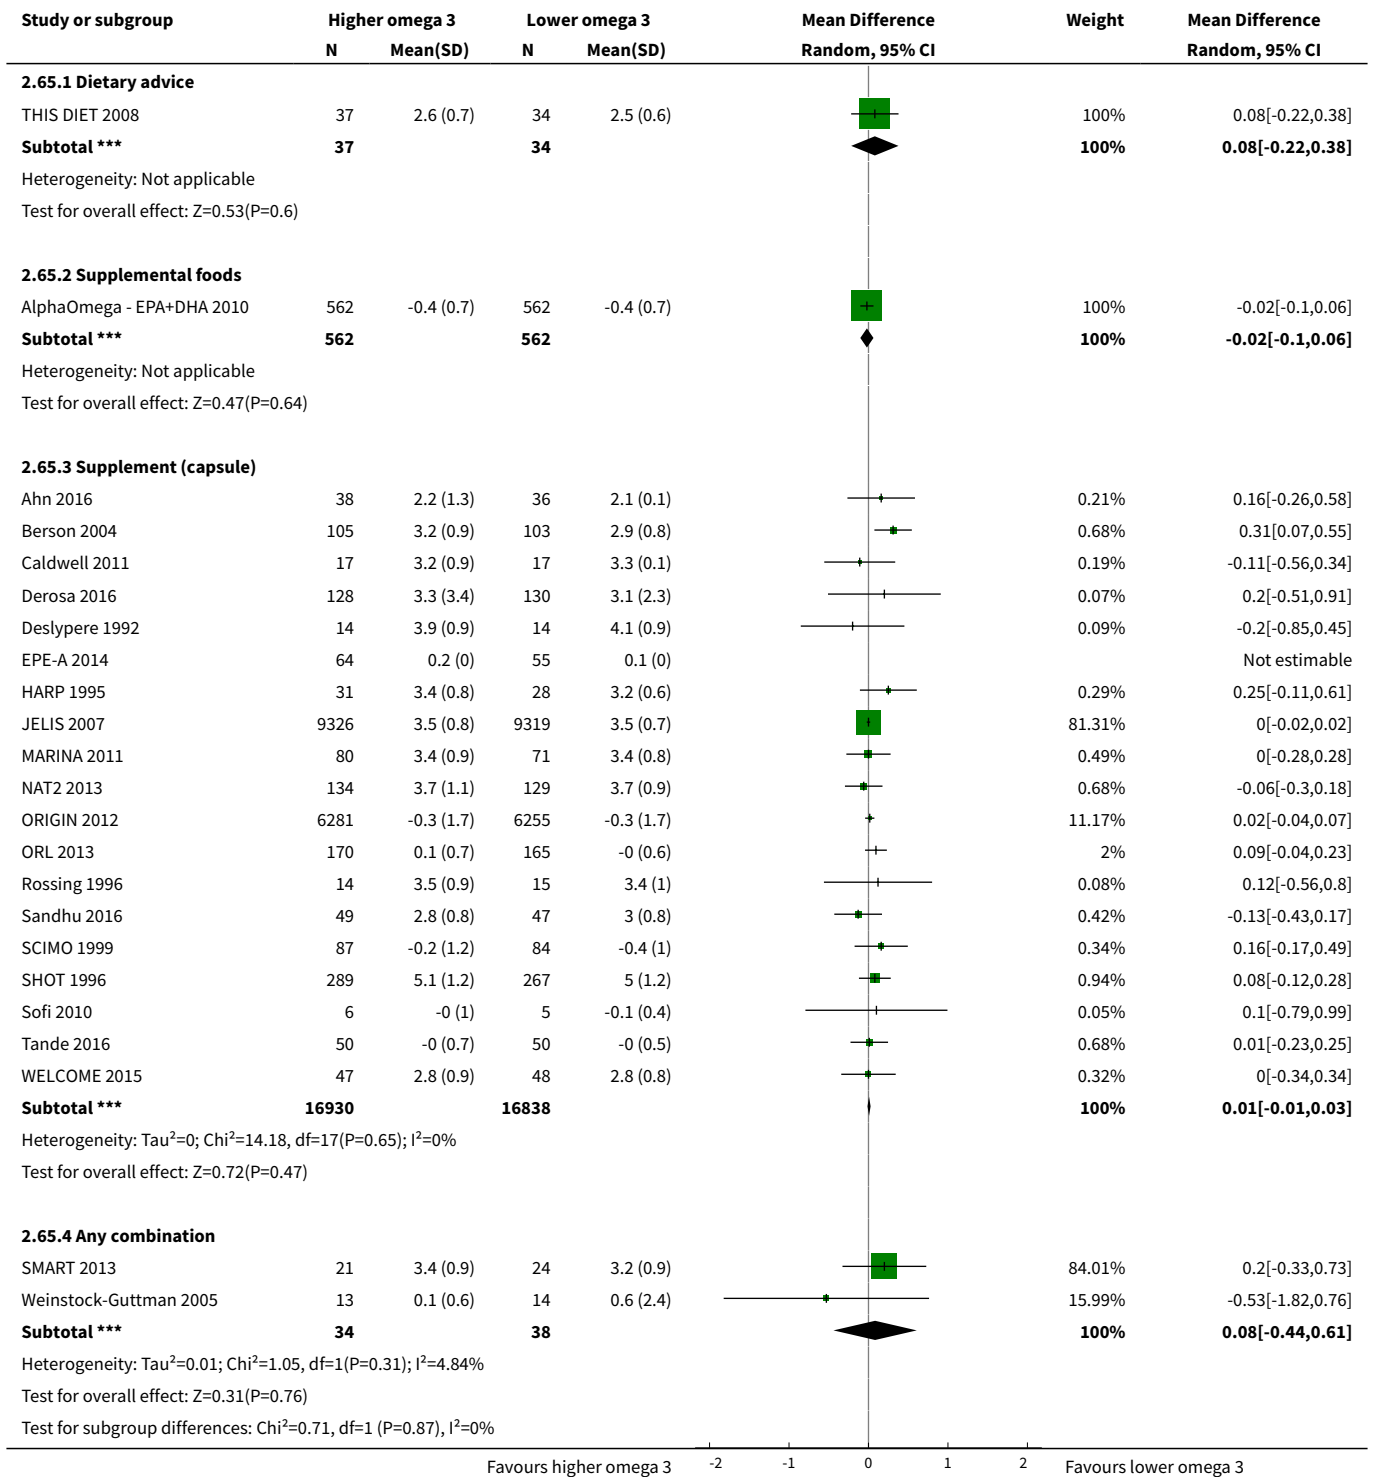 Study or subgroup Higher omega 3 Lower omega 3 Mean Difference Weight Mean Difference
N Mean(SD) N Mean(SD) Random, 95% CI Random, 95% CI
2.65.1 Dietary advice
THIS DIET 2008 37 2.6 (0.7) 34 2.5 (0.6) 100% 0.08[-0.22,0.38]
Subtotal *** 37 34 100% 0.08[-0.22,0.38]
Heterogeneity: Not applicable
Test for overall effect: Z=0.53(P=0.6)
2.65.2 Supplemental foods
AlphaOmega - EPA+DHA 2010 562 -0.4 (0.7) 562 -0.4 (0.7) 100% -0.02[-0.1,0.06]
Subtotal *** 562 562 100% -0.02[-0.1,0.06]
Heterogeneity: Not applicable
Test for overall effect: Z=0.47(P=0.64)
2.65.3 Supplement (capsule)
Ahn 2016 38 2.2 (1.3) 36 2.1 (0.1) 0.21% 0.16[-0.26,0.58]
Berson 2004 105 3.2 (0.9) 103 2.9 (0.8) 0.68% 0.31[0.07,0.55]
Caldwell 2011 17 3.2 (0.9) 17 3.3 (0.1) 0.19% -0.11[-0.56,0.34]
Derosa 2016 128 3.3 (3.4) 130 3.1 (2.3) 0.07% 0.2[-0.51,0.91]
Deslypere 1992 14 3.9 (0.9) 14 4.1 (0.9) 0.09% -0.2[-0.85,0.45]
EPE-A 2014 64 0.2 (0) 55 0.1 (0) Not estimable
HARP 1995 31 3.4 (0.8) 28 3.2 (0.6) 0.29% 0.25[-0.11,0.61]
JELIS 2007 9326 3.5 (0.8) 9319 3.5 (0.7) 81.31% 0[-0.02,0.02]
MARINA 2011 80 3.4 (0.9) 71 3.4 (0.8) 0.49% 0[-0.28,0.28]
NAT2 2013 134 3.7 (1.1) 129 3.7 (0.9) 0.68% -0.06[-0.3,0.18]
ORIGIN 2012 6281 -0.3 (1.7) 6255 -0.3 (1.7) 11.17% 0.02[-0.04,0.07]
ORL 2013 170 0.1 (0.7) 165 -0 (0.6) 2% 0.09[-0.04,0.23]
Rossing 1996 14 3.5 (0.9) 15 3.4 (1) 0.08% 0.12[-0.56,0.8]
Sandhu 2016 49 2.8 (0.8) 47 3 (0.8) 0.42% -0.13[-0.43,0.17]
SCIMO 1999 87 -0.2 (1.2) 84 -0.4 (1) 0.34% 0.16[-0.17,0.49]
SHOT 1996 289 5.1 (1.2) 267 5 (1.2) 0.94% 0.08[-0.12,0.28]
Sofi 2010 6 -0 (1) 5 -0.1 (0.4) 0.05% 0.1[-0.79,0.99]
Tande 2016 50 -0 (0.7) 50 -0 (0.5) 0.68% 0.01[-0.23,0.25]
WELCOME 2015 47 2.8 (0.9) 48 2.8 (0.8) 0.32% 0[-0.34,0.34]
Subtotal *** 16930 16838 100% 0.01[-0.01,0.03]
Heterogeneity: Tau²=0; Chi²=14.18, df=17(P=0.65); I²=0%
Test for overall effect: Z=0.72(P=0.47)
2.65.4 Any combination
SMART 2013 21 3.4 (0.9) 24 3.2 (0.9) 84.01% 0.2[-0.33,0.73]
Weinstock-Guttman 2005 13 0.1 (0.6) 14 0.6 (2.4) 15.99% -0.53[-1.82,0.76]
Subtotal *** 34 38 100% 0.08[-0.44,0.61]
Heterogeneity: Tau²=0.01; Chi²=1.05, df=1(P=0.31); I²=4.84%
Test for overall effect: Z=0.31(P=0.76)
Test for subgroup differences: Chi²=0.71, df=1 (P=0.87), I²=0%
Favours higher omega 3 -2 -1 0 1 2 Favours lower omega 3